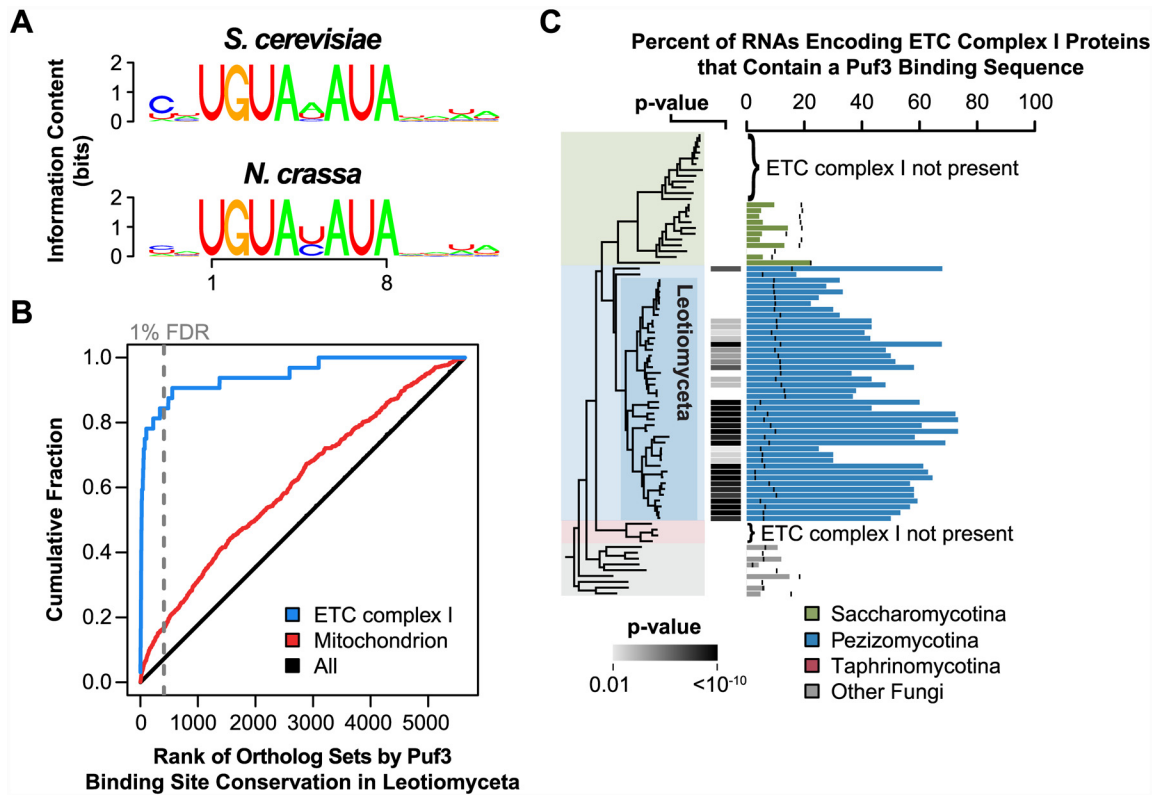 A
S. cerevisiae
Information Content
(bits)
2
1
0
UGUA AUA
N. crassa
2
1
0
UGUAUAUA
C
1
8
B
1% FDR
Cumulative Fraction
1.0
0.8
0.6
0.4
0.2
0.0
ETC complex I
Mitochondrion
All
0 1000 2000 3000 4000 5000
Rank of Ortholog Sets by Puf3
Binding Site Conservation in Leotiomyceta
C
Percent of RNAs Encoding ETC Complex I Proteins
that Contain a Puf3 Binding Sequence
p-value
0 20 40 60 80 100
ETC complex I not present
Leotiomyceta
ETC complex I not present
p-value
0.01 <10⁻¹⁰
Saccharomycotina
Pezizomycotina
Taphrinomycotina
Other Fungi